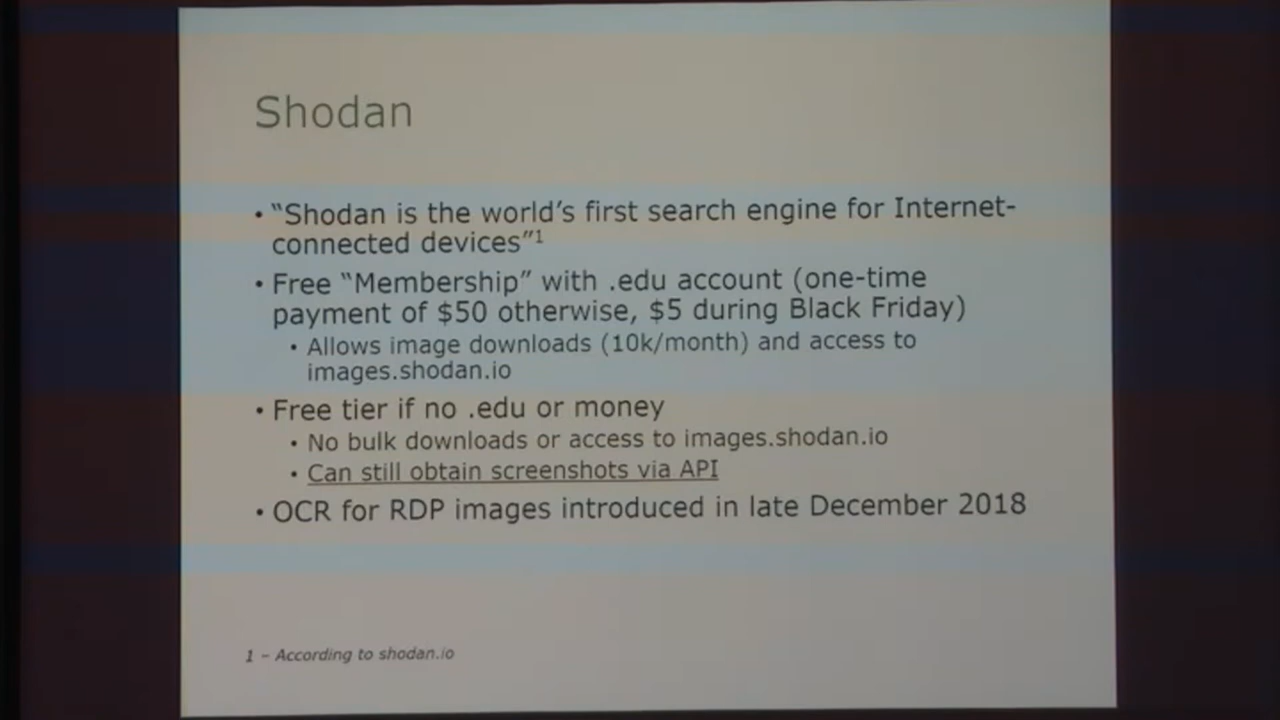 Shodan
• “Shodan is the world’s first search engine for Internet-
connected devices”1
• Free “Membership” with .edu account (one-time
payment of $50 otherwise, $5 during Black Friday)
• Allows image downloads (10k/month) and access to
images.shodan.io
• Free tier if no .edu or money
• No bulk downloads or access to images.shodan.io
• Can still obtain screenshots via API
• OCR for RDP images introduced in late December 2018
1 – According to shodan.io